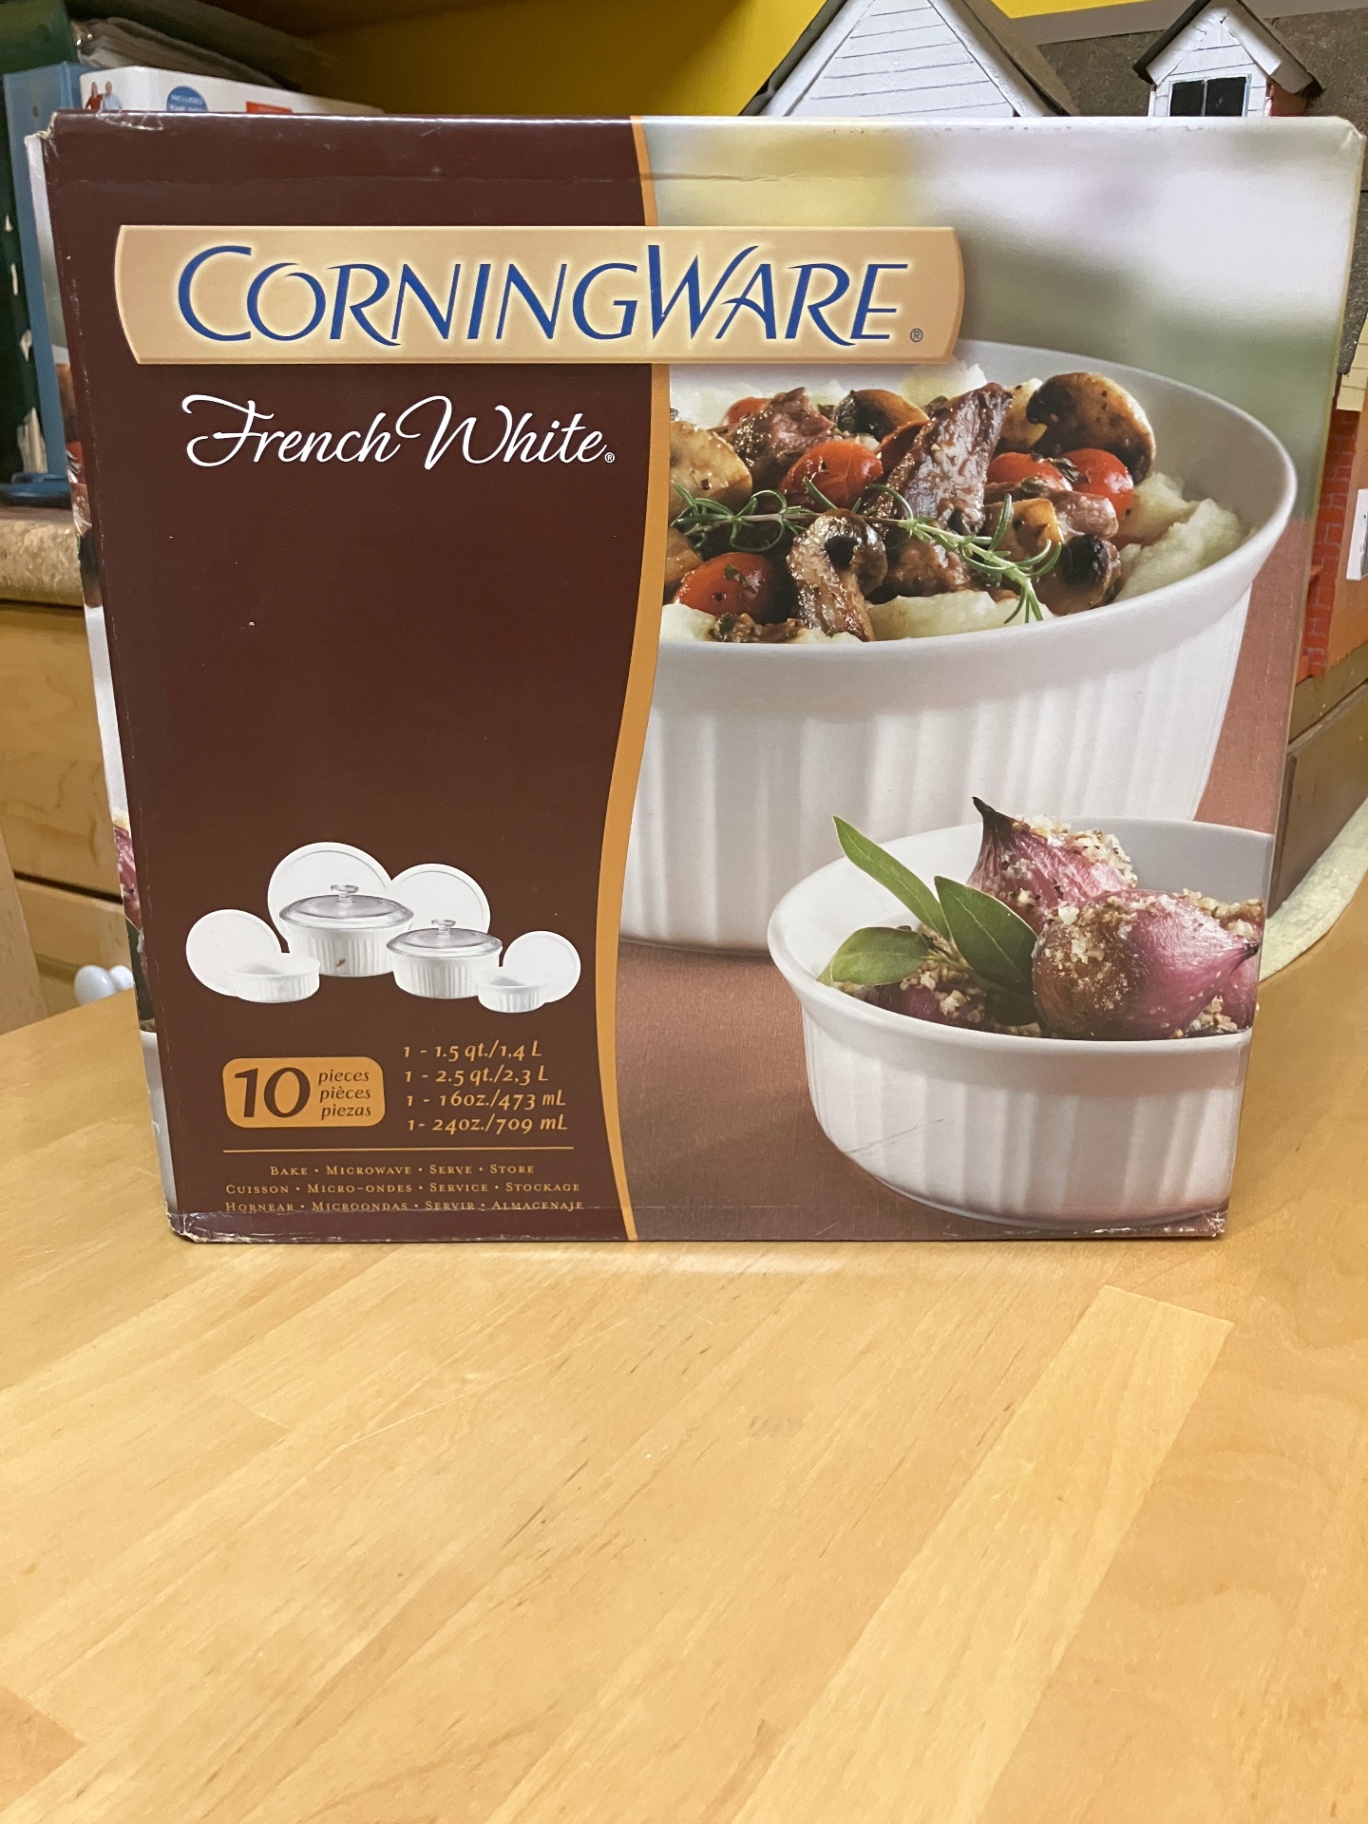 INCLUDES
CORNINGWARE®
French White®
10 pieces
pièces
piezas
1 - 1.5 qt./1,4 L
1 - 2.5 qt./2,3 L
1 - 16oz./473 mL
1- 24oz./709 mL
BAKE • MICROWAVE • SERVE • STORE
CUISSON • MICRO-ONDES • SERVICE • STOCKAGE
HORNEAR • MICROONDAS • SERVIR • ALMACENAJE